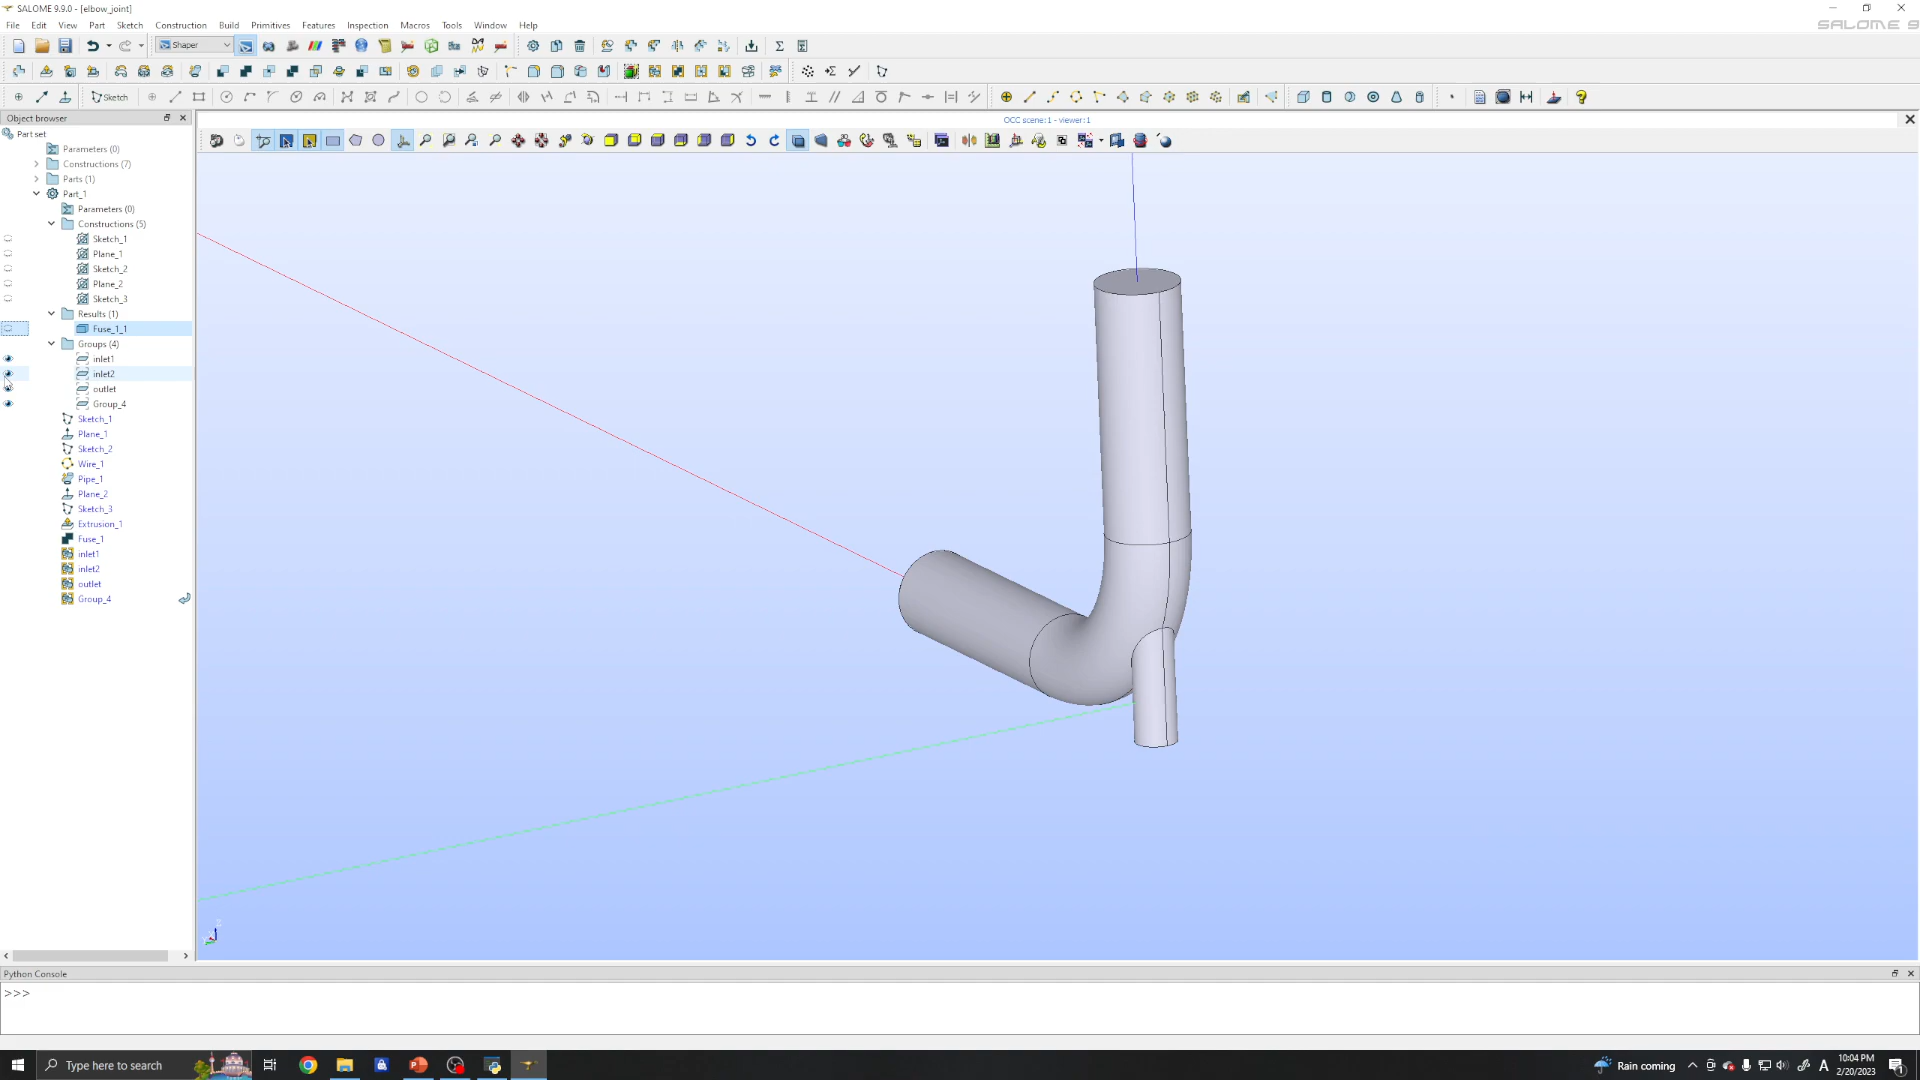 SALOME 9.9.0 - [elbow_joint]
File Edit View Part Sketch Construction Build Primitives Features Inspection Macros Tools Window Help
SALOME 9
Shaper
Sketch
Object browser
OCC scene:1 - viewer:1
Part set
Parameters (0)
Constructions (7)
Parts (1)
Part_1
Parameters (0)
Constructions (5)
Sketch_1
Plane_1
Sketch_2
Plane_2
Sketch_3
Results (1)
Fuse_1_1
Groups (4)
inlet1
inlet2
outlet
Group_4
Sketch_1
Plane_1
Sketch_2
Wire_1
Pipe_1
Plane_2
Sketch_3
Extrusion_1
Fuse_1
inlet1
inlet2
outlet
Group_4
Python Console
>>>
Type here to search
Rain coming
A
10:04 PM
2/20/2023